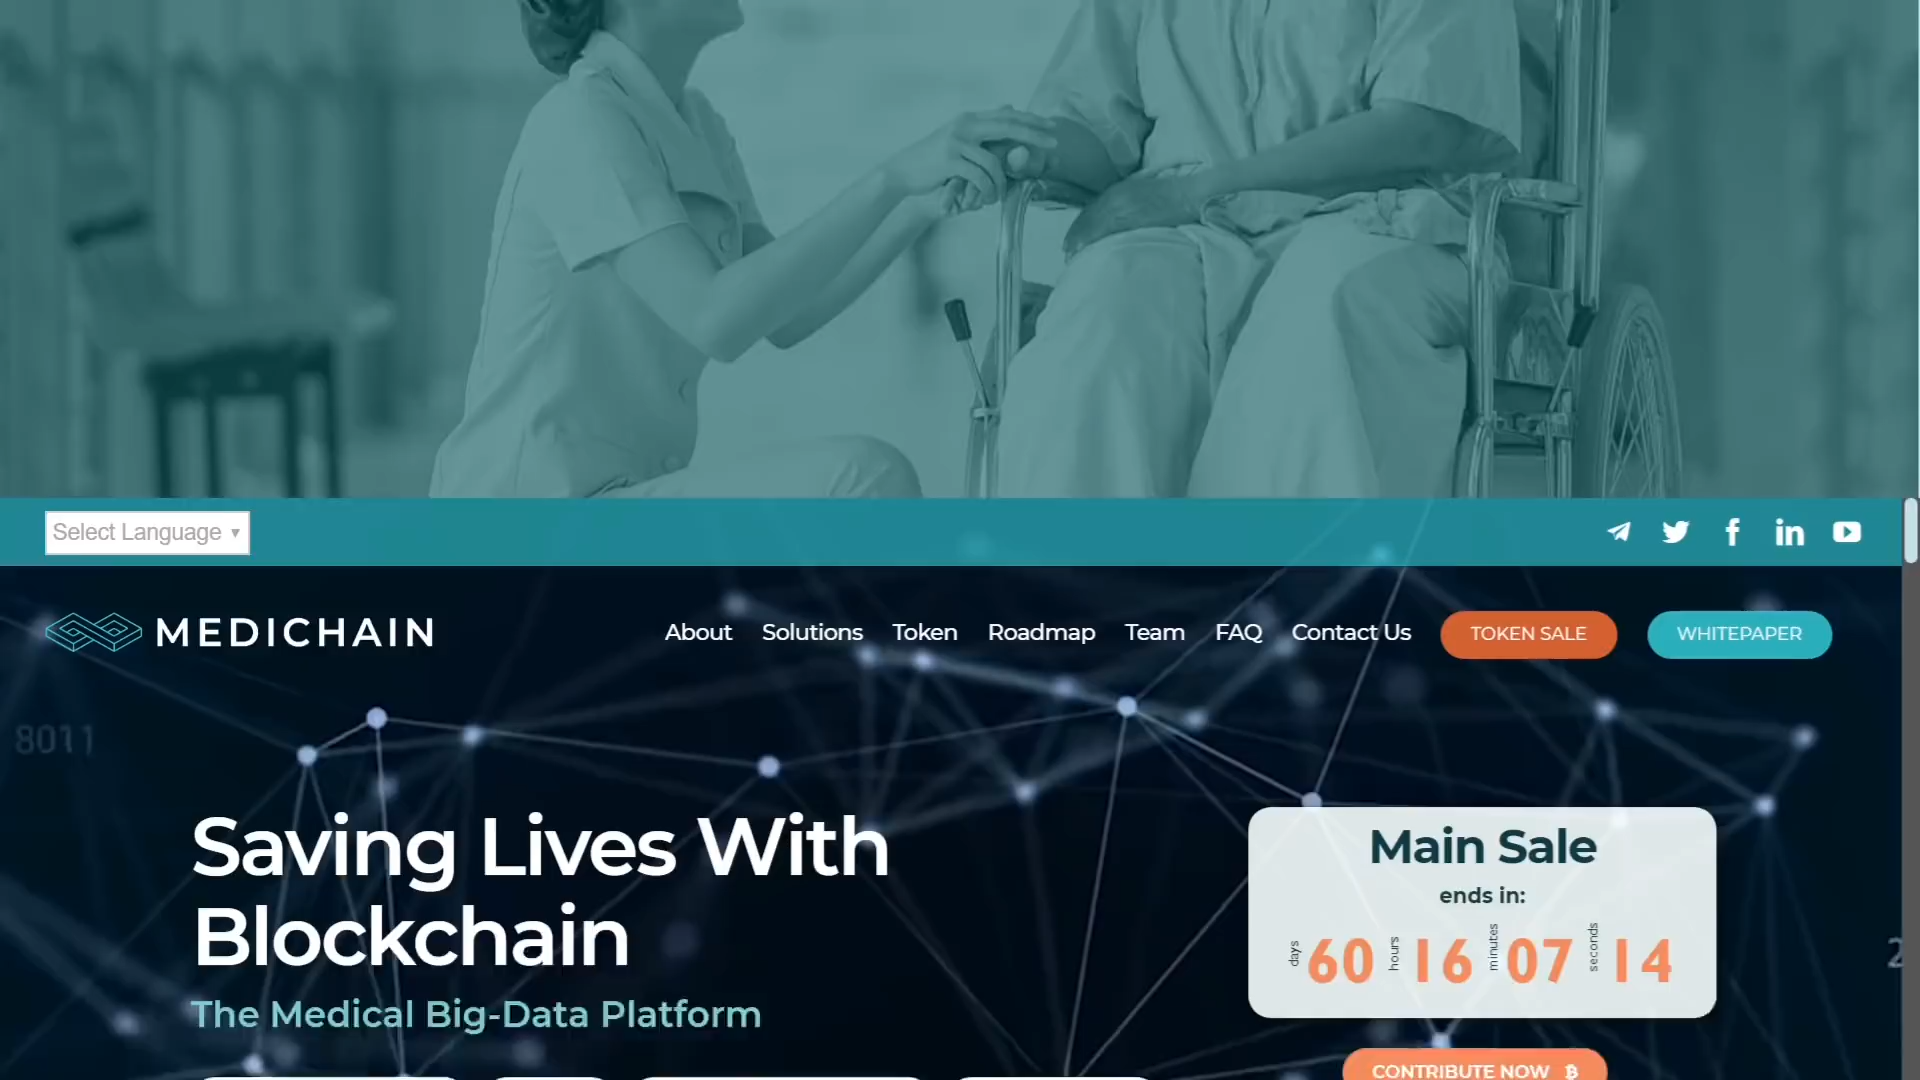 Select Language ▼
MEDICHAIN
About Solutions Token Roadmap Team FAQ Contact Us TOKEN SALE WHITEPAPER
8011
Saving Lives With
Blockchain
The Medical Big-Data Platform
Main Sale
ends in:
days 60 hours 16 minutes 07 seconds 14
2
CONTRIBUTE NOW